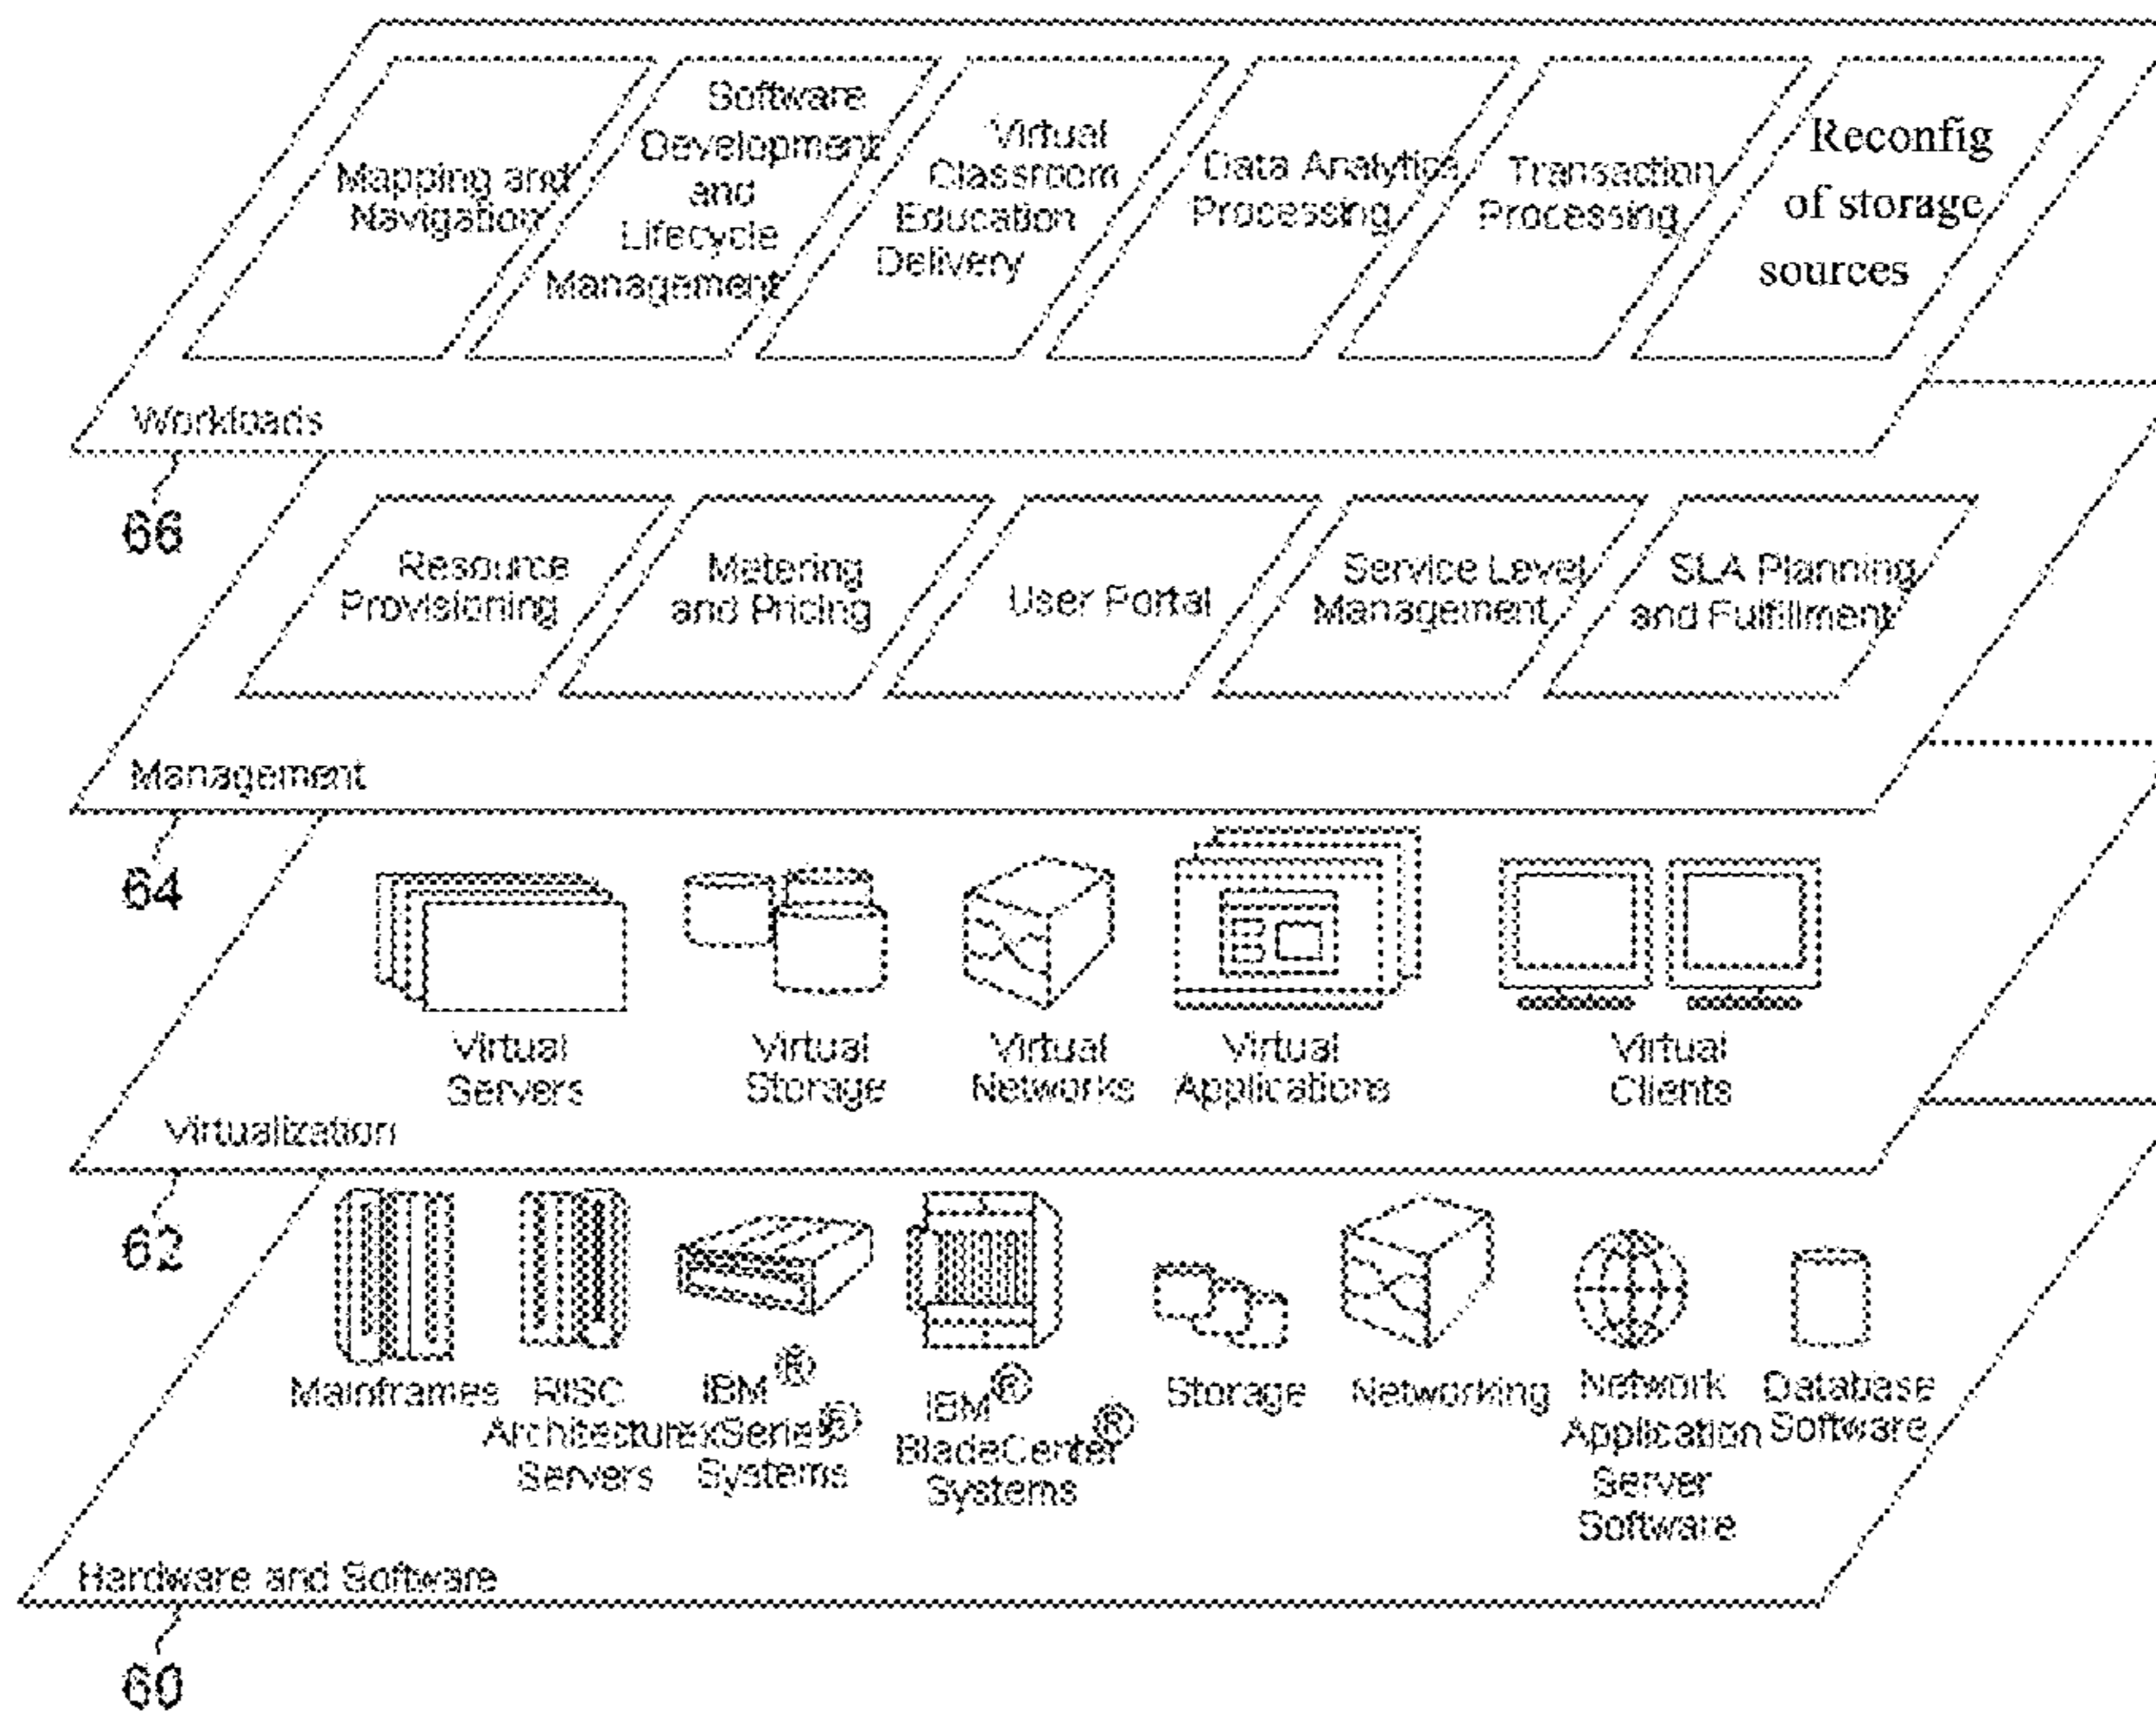 Mapping and
Navigation
Software
Development
and
Lifecycle
Management
Virtual
Classroom
Education
Delivery
Data Analytics
Processing
Transaction
Processing
Reconfig
of storage
sources
Workloads
66
Resource
Provisioning
Metering
and Pricing
User Portal
Service Level
Management
SLA Planning
and Fulfillment
Management
64
Virtual
Servers
Virtual
Storage
Virtual
Networks
Virtual
Applications
Virtual
Clients
Virtualization
62
Mainframes
RISC
Architecture
Servers
IBM®
xSeries®
Systems
IBM®
BladeCenter®
Systems
Storage
Networking
Network
Application
Server
Software
Database
Software
Hardware and Software
60